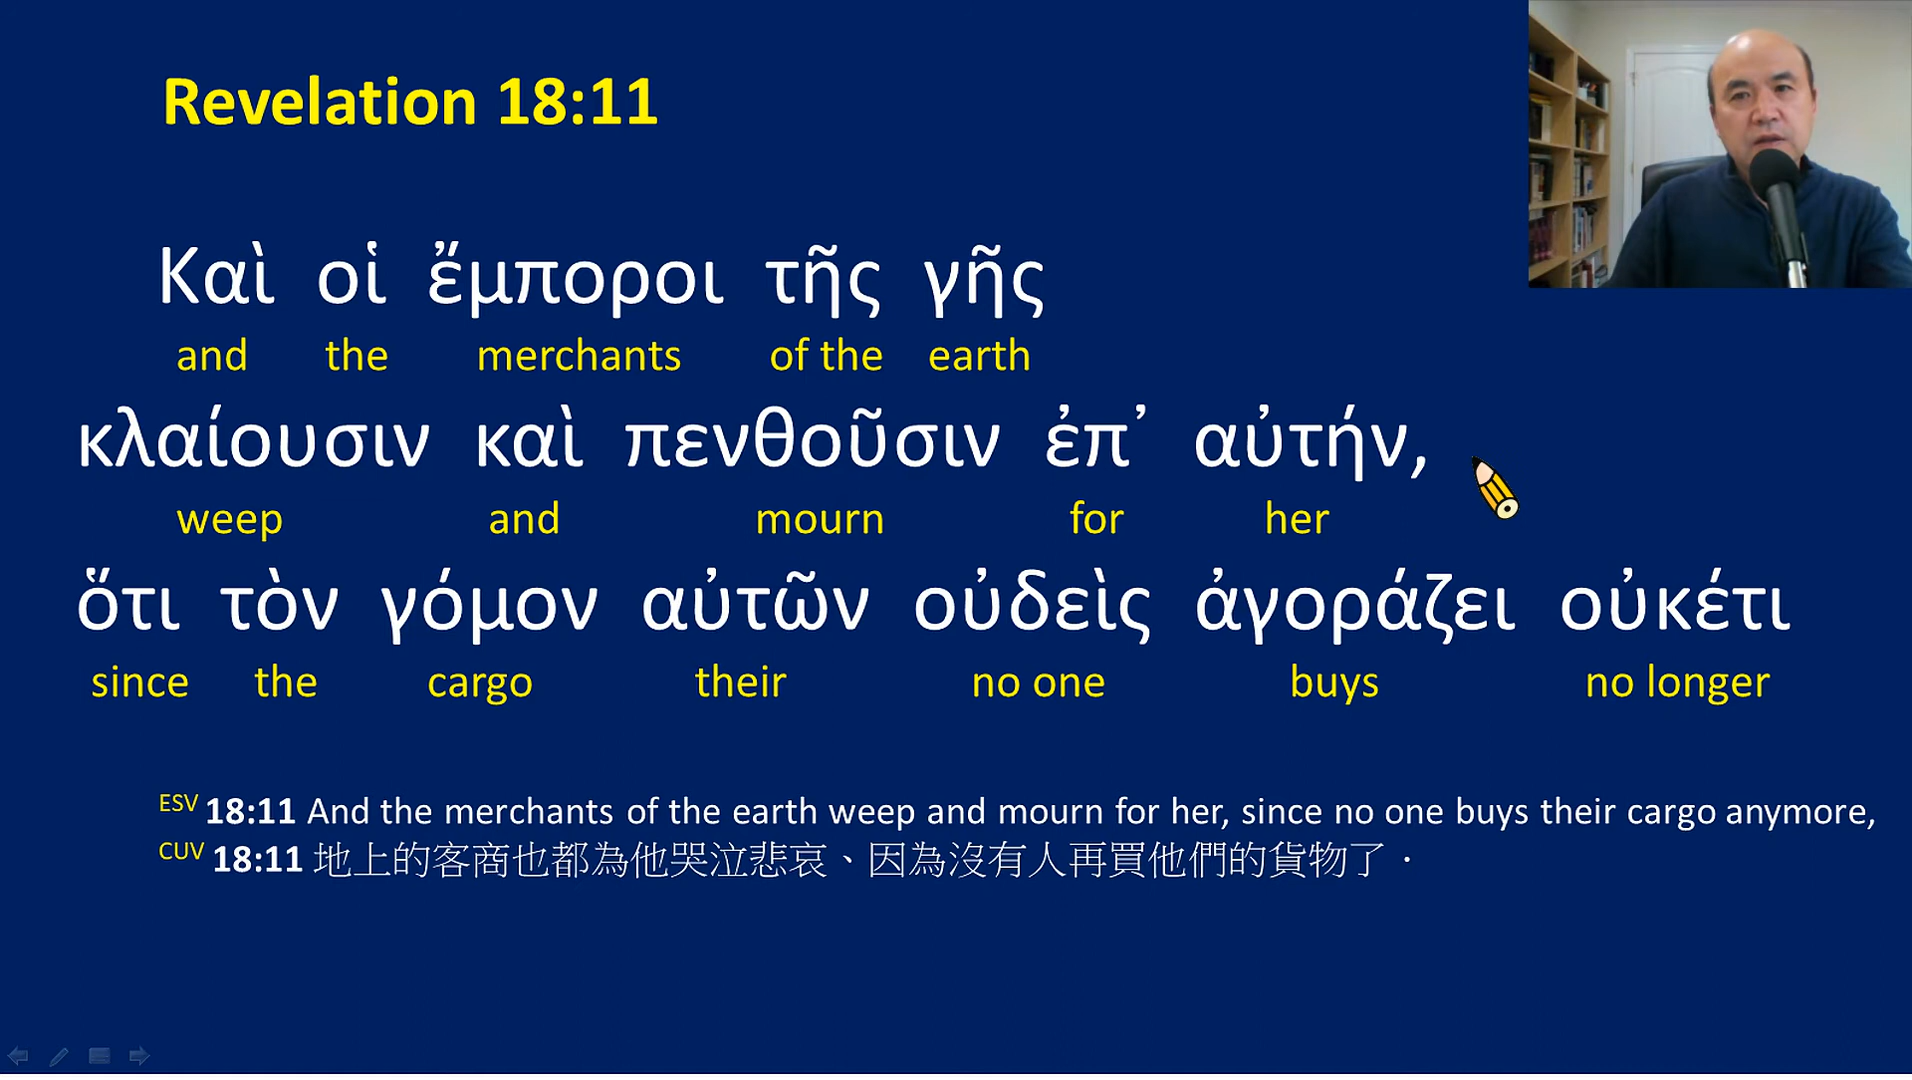 Revelation 18:11
Καὶ οἱ ἔμποροι τῆς γῆς
and the merchants of the earth
κλαίουσιν καὶ πενθοῦσιν ἐπ᾽ αὐτήν,
weep and mourn for her
ὅτι τὸν γόμον αὐτῶν οὐδεὶς ἀγοράζει οὐκέτι
since the cargo their no one buys no longer
ESV 18:11 And the merchants of the earth weep and mourn for her, since no one buys their cargo anymore,
CUV 18:11 地上的客商也都為他哭泣悲哀、因為沒有人再買他們的貨物了．